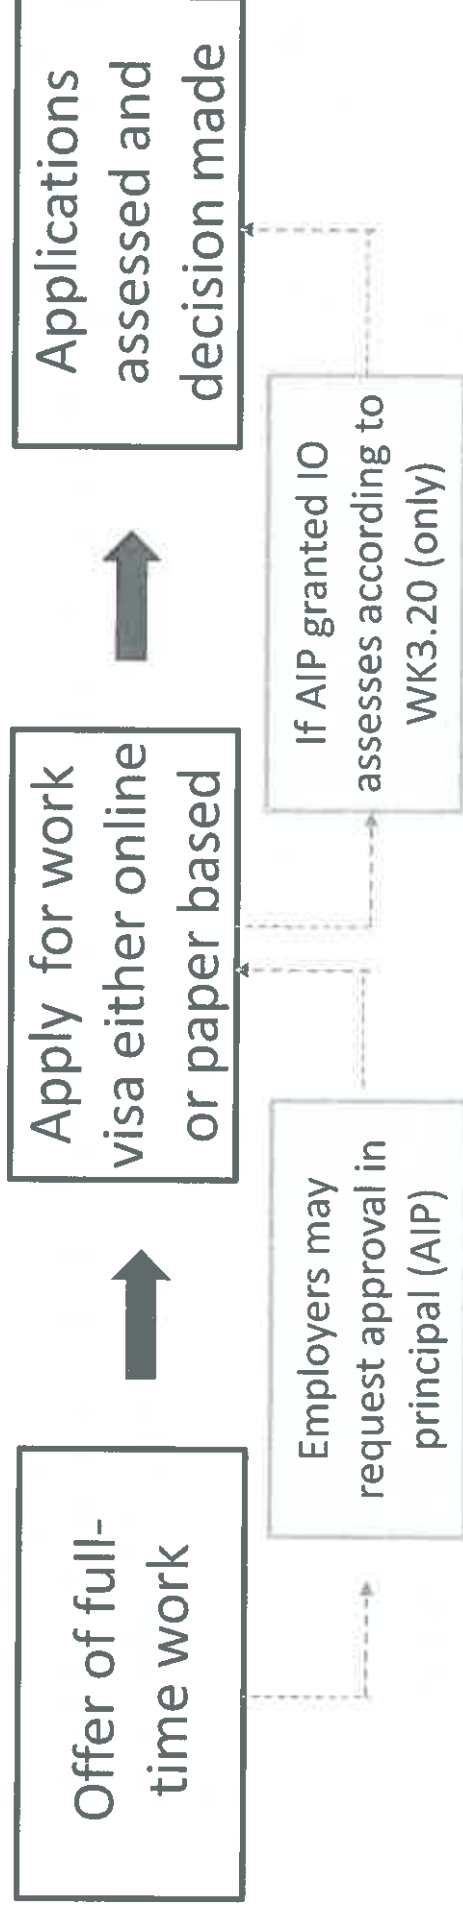 Offer of full-
time work
Apply for work
visa either online
or paper based
Applications
assessed and
decision made
Employers may
request approval in
principal (AIP)
If AIP granted IO
assesses according to
WK3.20 (only)